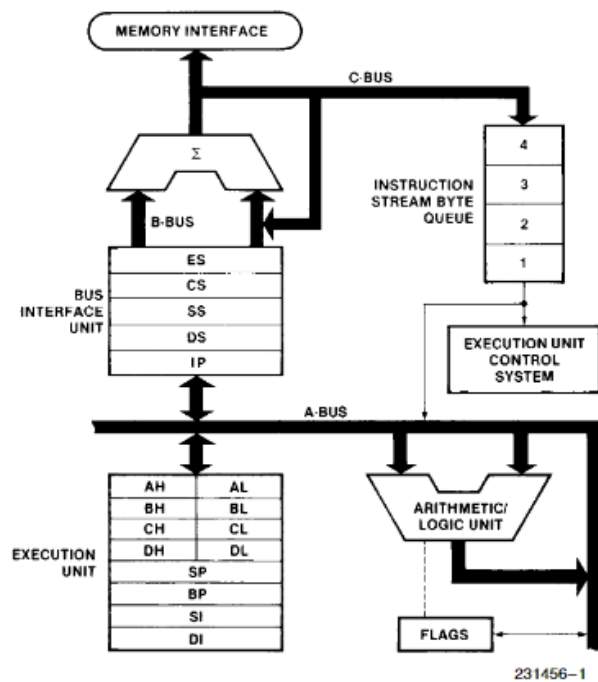 MEMORY INTERFACE
C-BUS
Σ
B-BUS
INSTRUCTION
STREAM BYTE
QUEUE
4
3
2
1
BUS
INTERFACE
UNIT
ES
CS
SS
DS
IP
EXECUTION UNIT
CONTROL
SYSTEM
A-BUS
EXECUTION
UNIT
AH AL
BH BL
CH CL
DH DL
SP
BP
SI
DI
ARITHMETIC/
LOGIC UNIT
FLAGS
231456-1